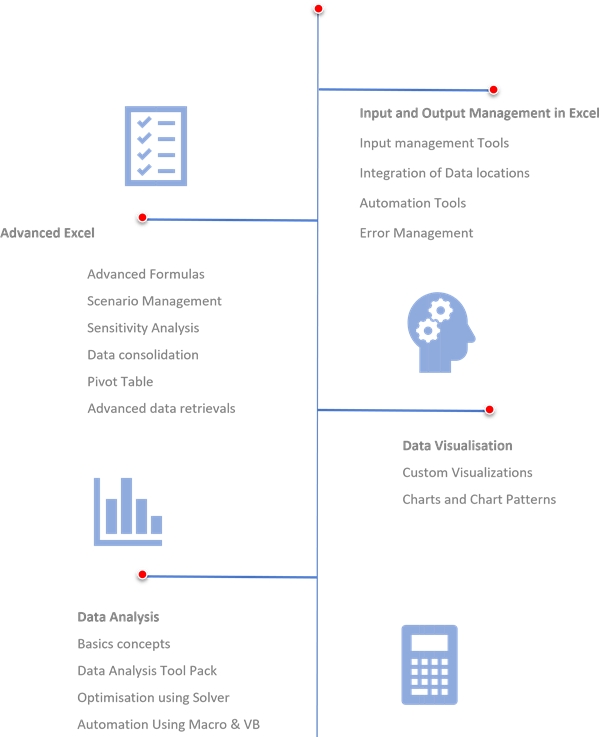 Input and Output Management in Excel
Input management Tools
Integration of Data locations
Automation Tools
Error Management
Advanced Excel
Advanced Formulas
Scenario Management
Sensitivity Analysis
Data consolidation
Pivot Table
Advanced data retrievals
Data Visualisation
Custom Visualizations
Charts and Chart Patterns
Data Analysis
Basics concepts
Data Analysis Tool Pack
Optimisation using Solver
Automation Using Macro & VB